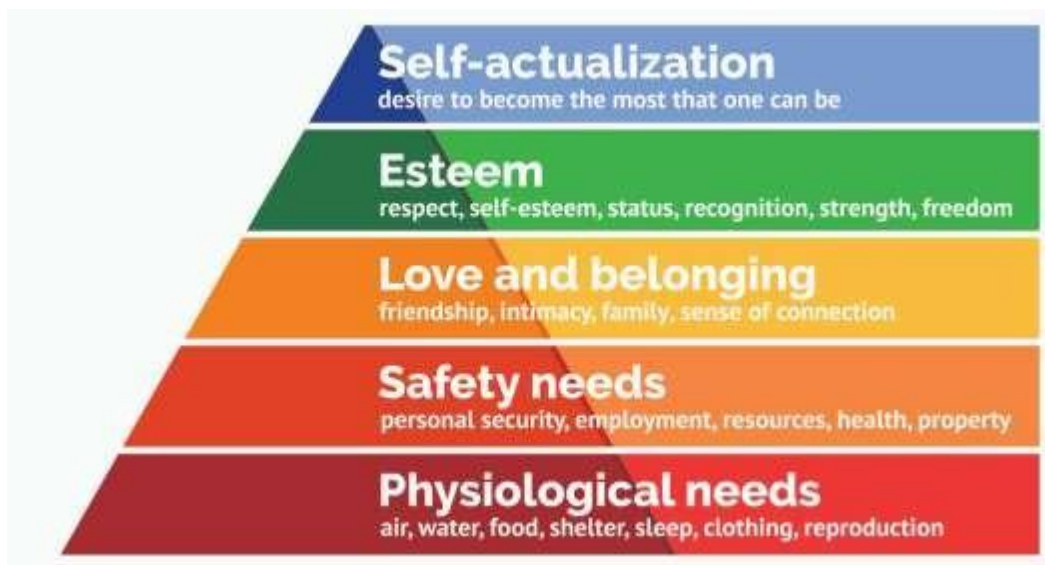 Self-actualization
desire to become the most that one can be
Esteem
respect, self-esteem, status, recognition, strength, freedom
Love and belonging
friendship, intimacy, family, sense of connection
Safety needs
personal security, employment, resources, health, property
Physiological needs
air, water, food, shelter, sleep, clothing, reproduction